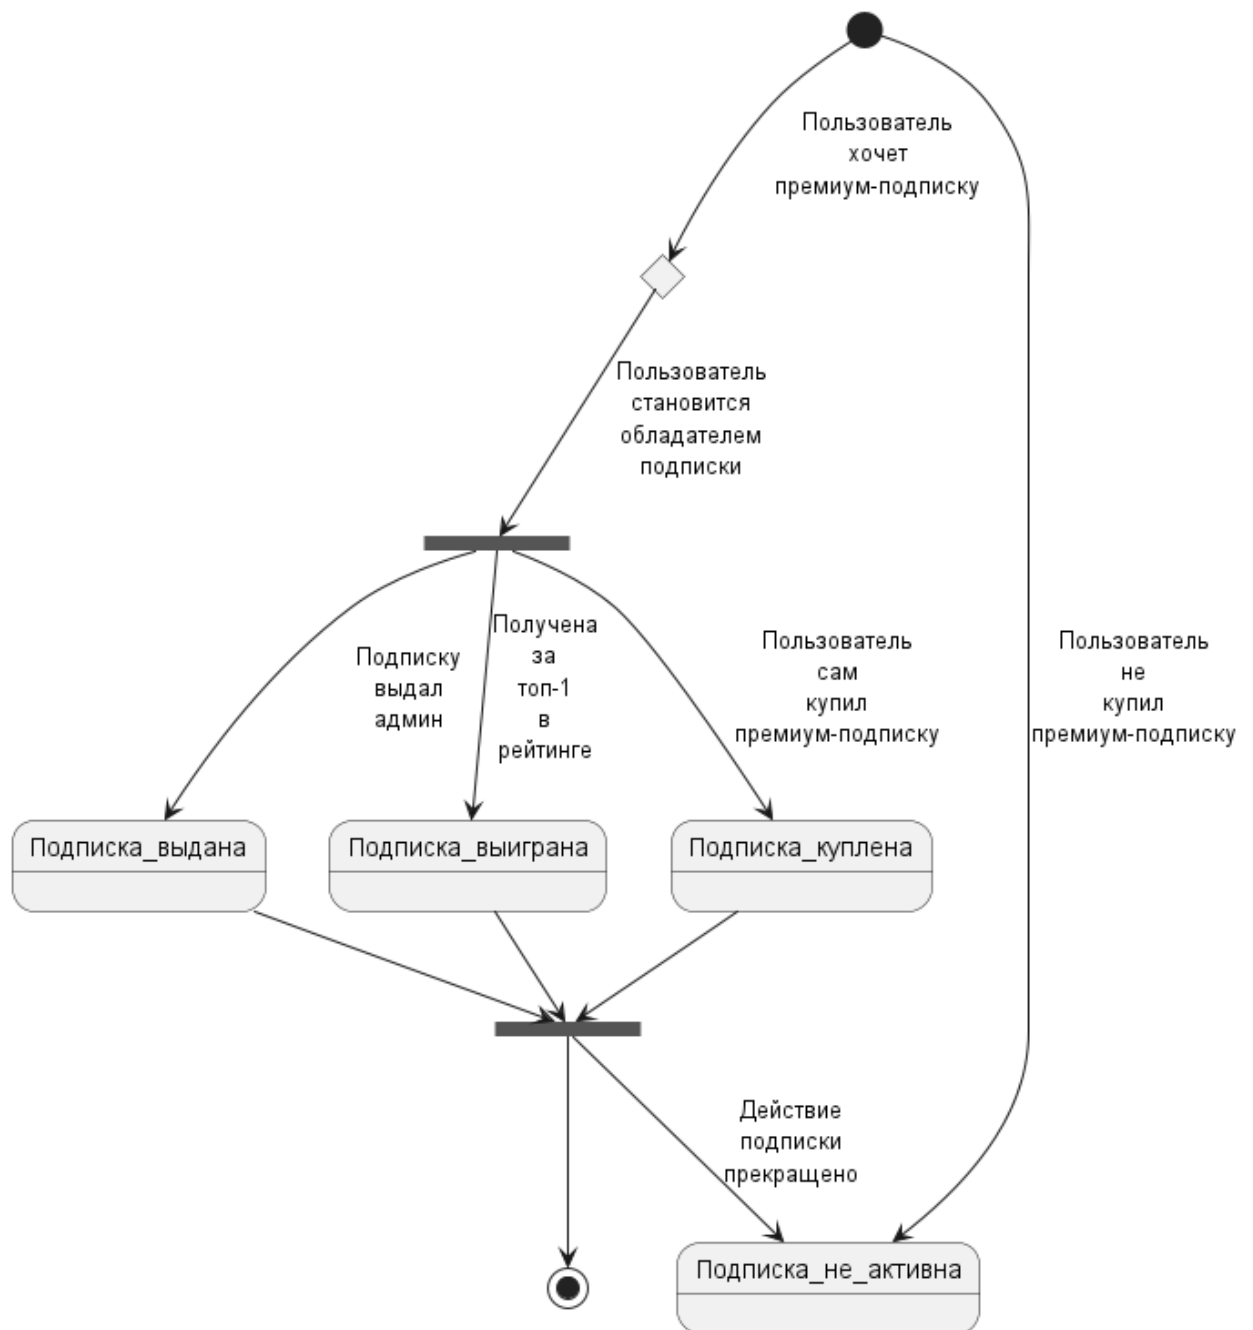 Пользователь
хочет
премиум-подписку
Пользователь
становится
обладателем
подписки
Подписку
выдал
админ
Получена
за
топ-1
в
рейтинге
Пользователь
сам
купил
премиум-подписку
Пользователь
не
купил
премиум-подписку
Подписка_выдана
Подписка_выиграна
Подписка_куплена
Действие
подписки
прекращено
Подписка_не_активна